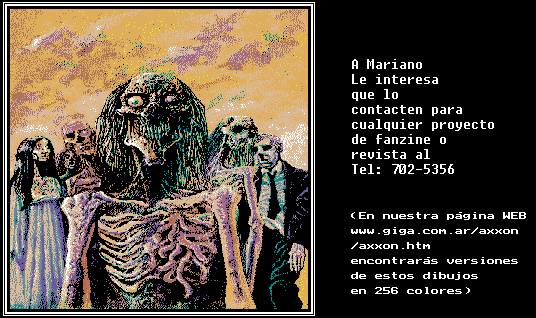 A Mariano
Le interesa
que lo
contacten para
cualquier proyecto
de fanzine o
revista al
Tel: 702-5356
(En nuestra página WEB
www.giga.com.ar/axxon
/axxon.htm
encontrarás versiones
de estos dibujos
en 256 colores)